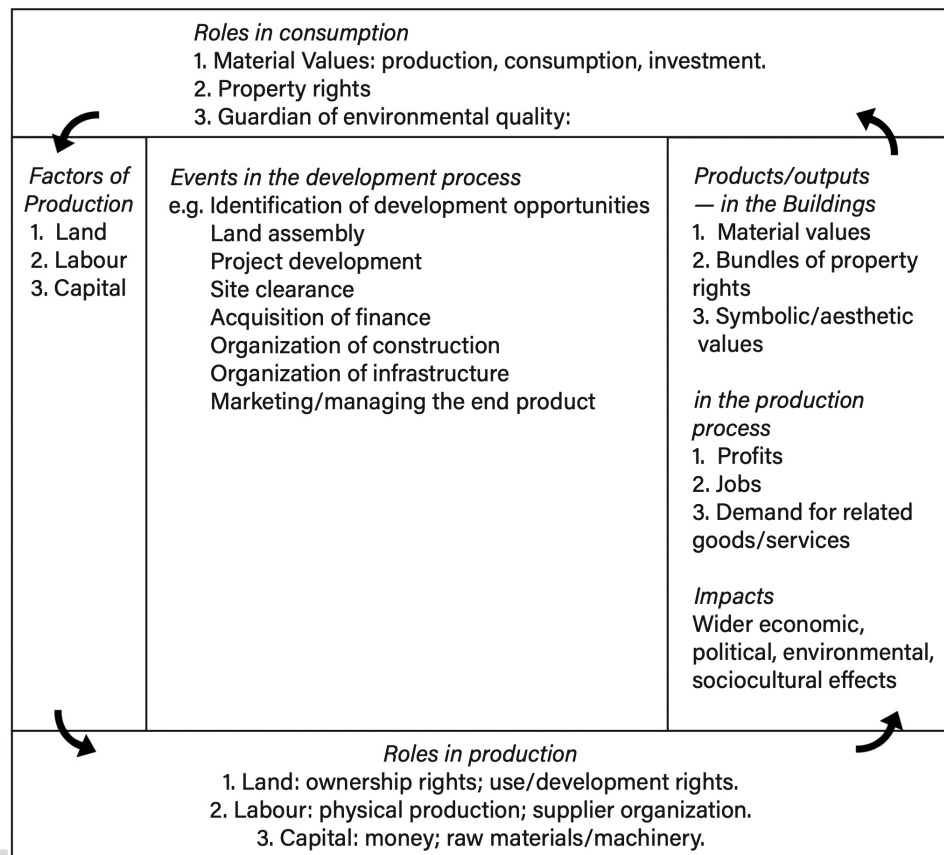 Roles in consumption
1. Material Values: production, consumption, investment.
2. Property rights
3. Guardian of environmental quality:
Factors of
Production
1. Land
2. Labour
3. Capital
Events in the development process
e.g. Identification of development opportunities
Land assembly
Project development
Site clearance
Acquisition of finance
Organization of construction
Organization of infrastructure
Marketing/managing the end product
Products/outputs
— in the Buildings
1. Material values
2. Bundles of property
rights
3. Symbolic/aesthetic
values
in the production
process
1. Profits
2. Jobs
3. Demand for related
goods/services
Impacts
Wider economic,
political, environmental,
sociocultural effects
Roles in production
1. Land: ownership rights; use/development rights.
2. Labour: physical production; supplier organization.
3. Capital: money; raw materials/machinery.